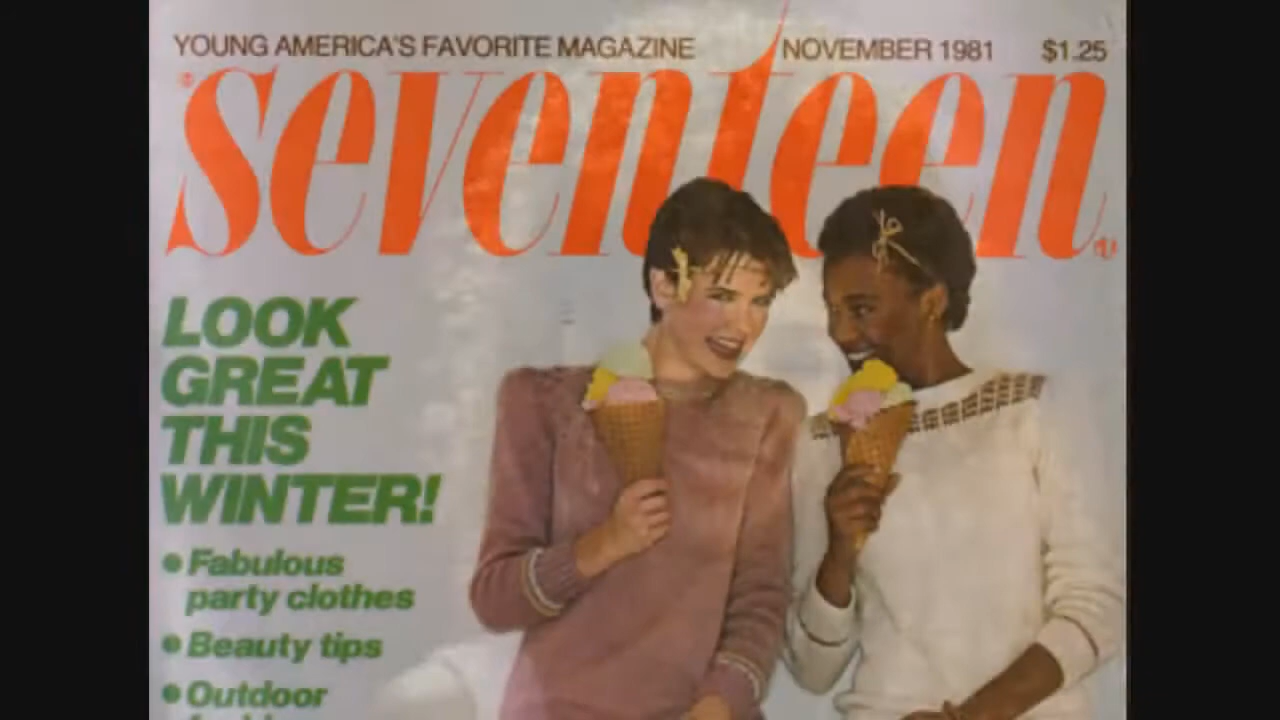 YOUNG AMERICA'S FAVORITE MAGAZINE NOVEMBER 1981 $1.25
seventeen
LOOK
GREAT
THIS
WINTER!
• Fabulous
party clothes
• Beauty tips
• Outdoor